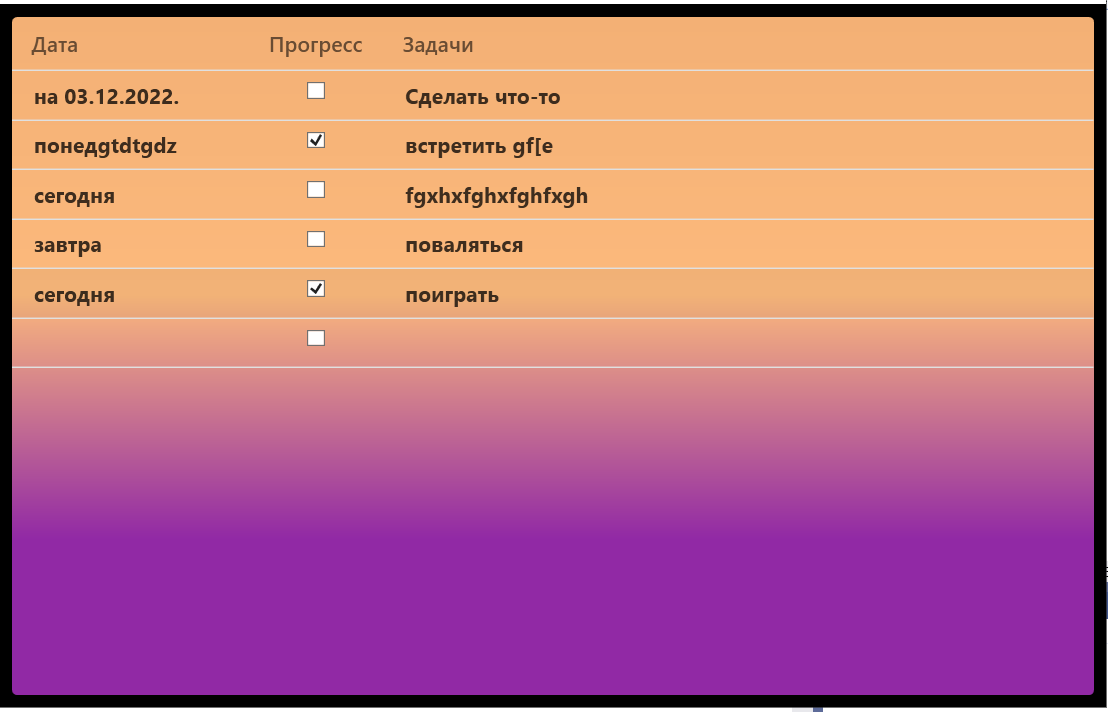 Дата Прогресс Задачи
на 03.12.2022. Сделать что-то
понедgtdtgdz встретить gf[e
сегодня fgxhxfghxfghfxgh
завтра поваляться
сегодня поиграть